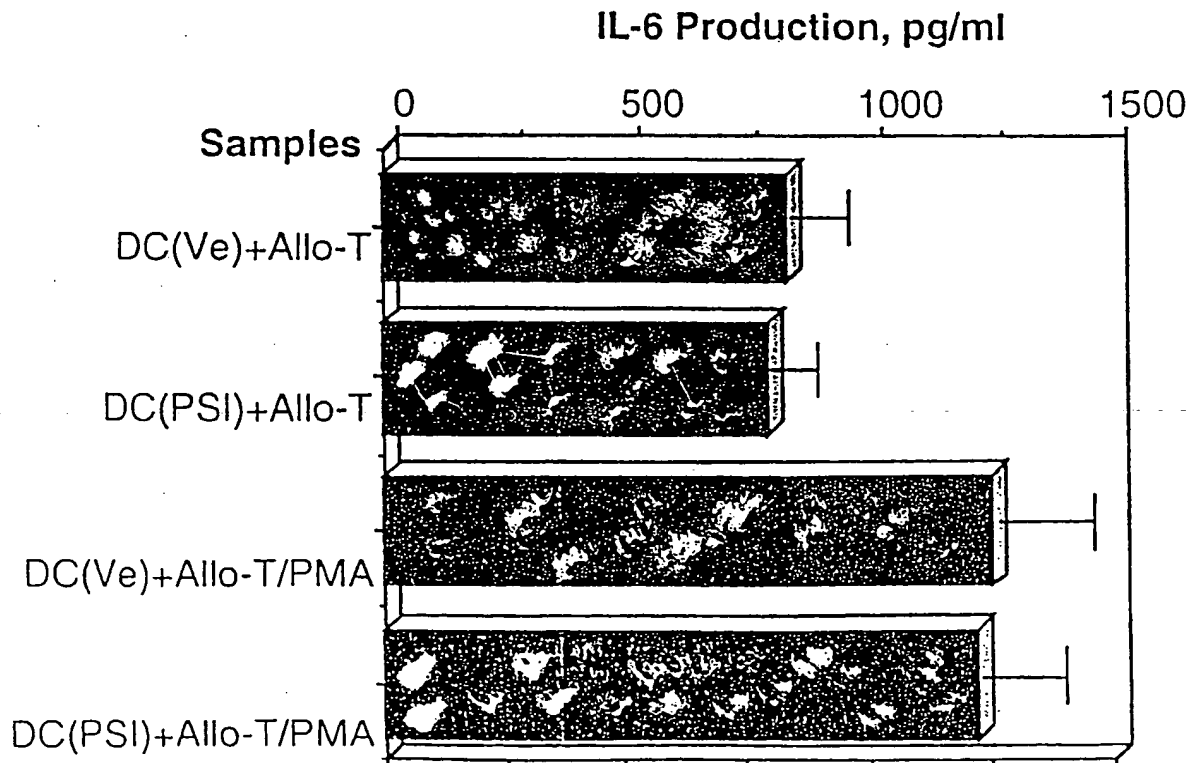 IL-6 Production, pg/ml
0 500 1000 1500
Samples
DC(Ve)+Allo-T
DC(PSI)+Allo-T
DC(Ve)+Allo-T/PMA
DC(PSI)+Allo-T/PMA